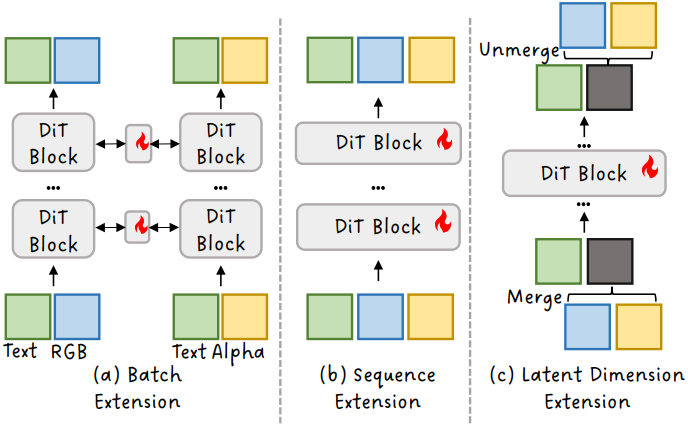 DiT
Block
DiT
Block
...
...
DiT
Block
DiT
Block
Text RGB
Text Alpha
(a) Batch
Extension
DiT Block
...
DiT Block
(b) Sequence
Extension
Unmerge
...
DiT Block
...
Merge
(c) Latent Dimension
Extension